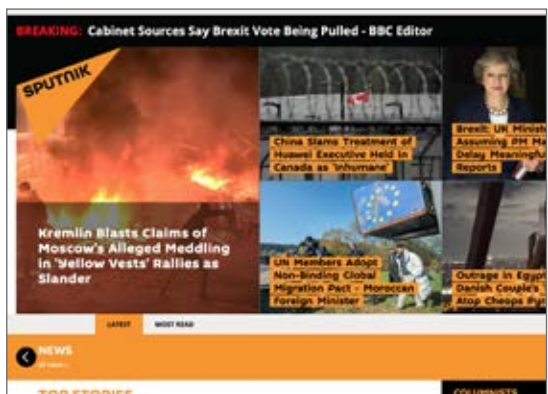 BREAKING: Cabinet Sources Say Brexit Vote Being Pulled - BBC Editor
SPUTNIK
Kremlin Blasts Claims of
Moscow's Alleged Meddling
in 'Yellow Vests' Rallies as
Slander
China Slams Treatment of
Huawei Executive Held in
Canada as 'Inhumane'
Brexit: UK Minist
Assuming PM Ma
Delay Meaningfu
Reports
UN Members Adopt
Non-Binding Global
Migration Pact - Moroccan
Foreign Minister
Outrage in Egypt
Danish Couple's
Atop Cheops Pyr
LATEST MOST READ
NEWS
TOP STORIES
COLUMNISTS